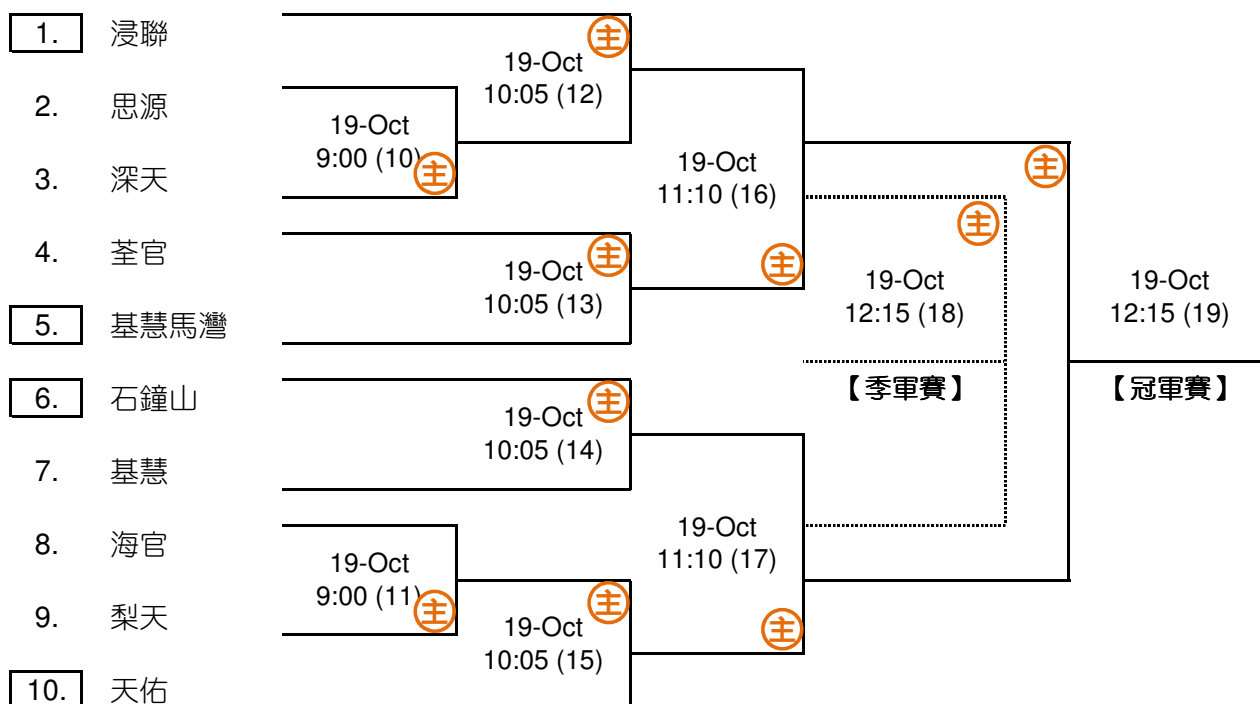 1. 浸聯
主
19-Oct
10:05 (12)
2. 思源
19-Oct
9:00 (10)
主
3. 深天
19-Oct
11:10 (16)
主
主
4. 荃官
主
19-Oct
10:05 (13)
主
19-Oct
12:15 (18)
19-Oct
12:15 (19)
5. 基慧馬灣
【季軍賽】
【冠軍賽】
6. 石鐘山
主
19-Oct
10:05 (14)
7. 基慧
8. 海官
19-Oct
9:00 (11)
主
19-Oct
11:10 (17)
主
9. 梨天
主
19-Oct
10:05 (15)
10. 天佑